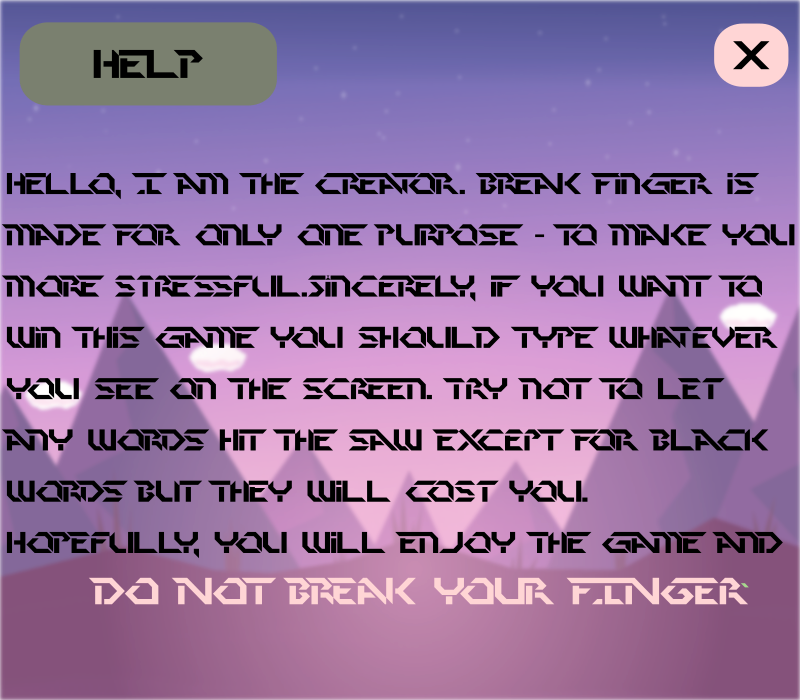 HELP
X
HELLO, I AM THE CREATOR. BREAK FINGER IS
MADE FOR ONLY ONE PURPOSE - TO MAKE YOU
MORE STRESSFUL.SINCERELY, IF YOU WANT TO
WIN THIS GAME YOU SHOULD TYPE WHATEVER
YOU SEE ON THE SCREEN. TRY NOT TO LET
ANY WORDS HIT THE SAW EXCEPT FOR BLACK
WORDS BUT THEY WILL COST YOU.
HOPEFULLY, YOU WILL ENJOY THE GAME AND
DO NOT BREAK YOUR FINGER`